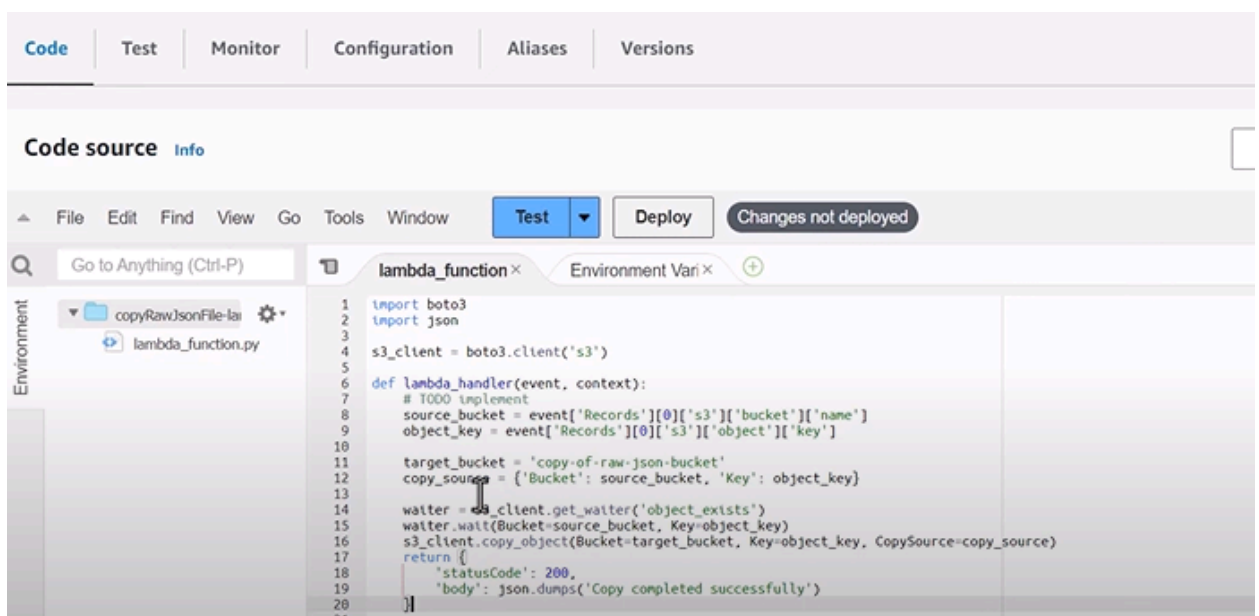 Code Test Monitor Configuration Aliases Versions
Code source Info
File Edit Find View Go Tools Window Test Deploy Changes not deployed
Go to Anything (Ctrl-P) lambda_function × Environment Vari ×
Environment
copyRawJsonFile-la
lambda_function.py
1 import boto3
2 import json
3
4 s3_client = boto3.client('s3')
5
6 def lambda_handler(event, context):
7 # TODO implement
8 source_bucket = event['Records'][0]['s3']['bucket']['name']
9 object_key = event['Records'][0]['s3']['object']['key']
10
11 target_bucket = 'copy-of-raw-json-bucket'
12 copy_source = {'Bucket': source_bucket, 'Key': object_key}
13
14 waiter = s3_client.get_waiter('object_exists')
15 waiter.wait(Bucket=source_bucket, Key=object_key)
16 s3_client.copy_object(Bucket=target_bucket, Key=object_key, CopySource=copy_source)
17 return {
18 'statusCode': 200,
19 'body': json.dumps('Copy completed successfully')
20 }